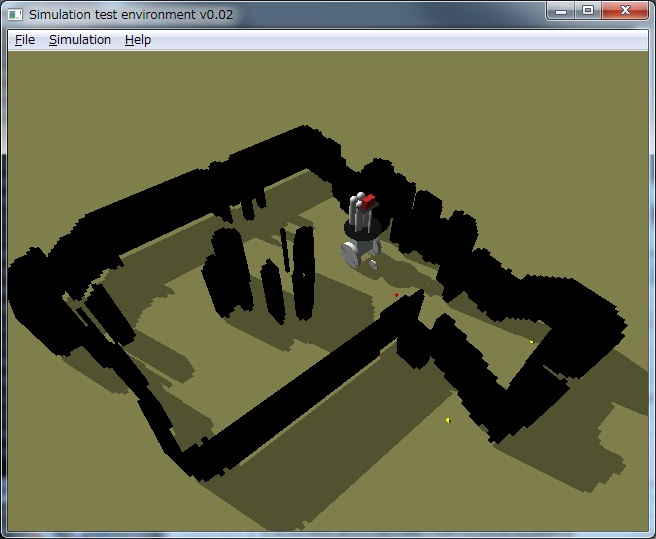 Simulation test environment v0.02
File Simulation Help